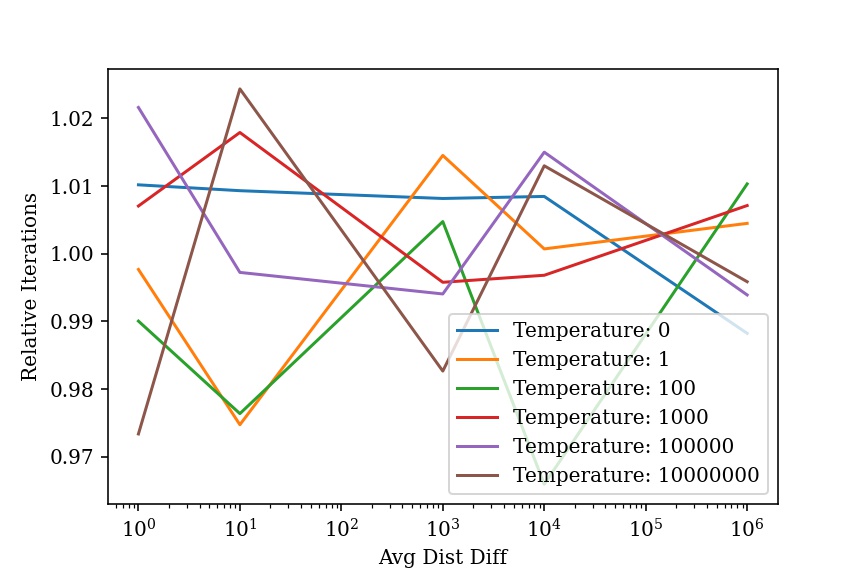 1.02
1.01
1.00
0.99
0.98
0.97
Relative Iterations
Temperature: 0
Temperature: 1
Temperature: 100
Temperature: 1000
Temperature: 100000
Temperature: 10000000
10⁰ 10¹ 10² 10³ 10⁴ 10⁵ 10⁶
Avg Dist Diff